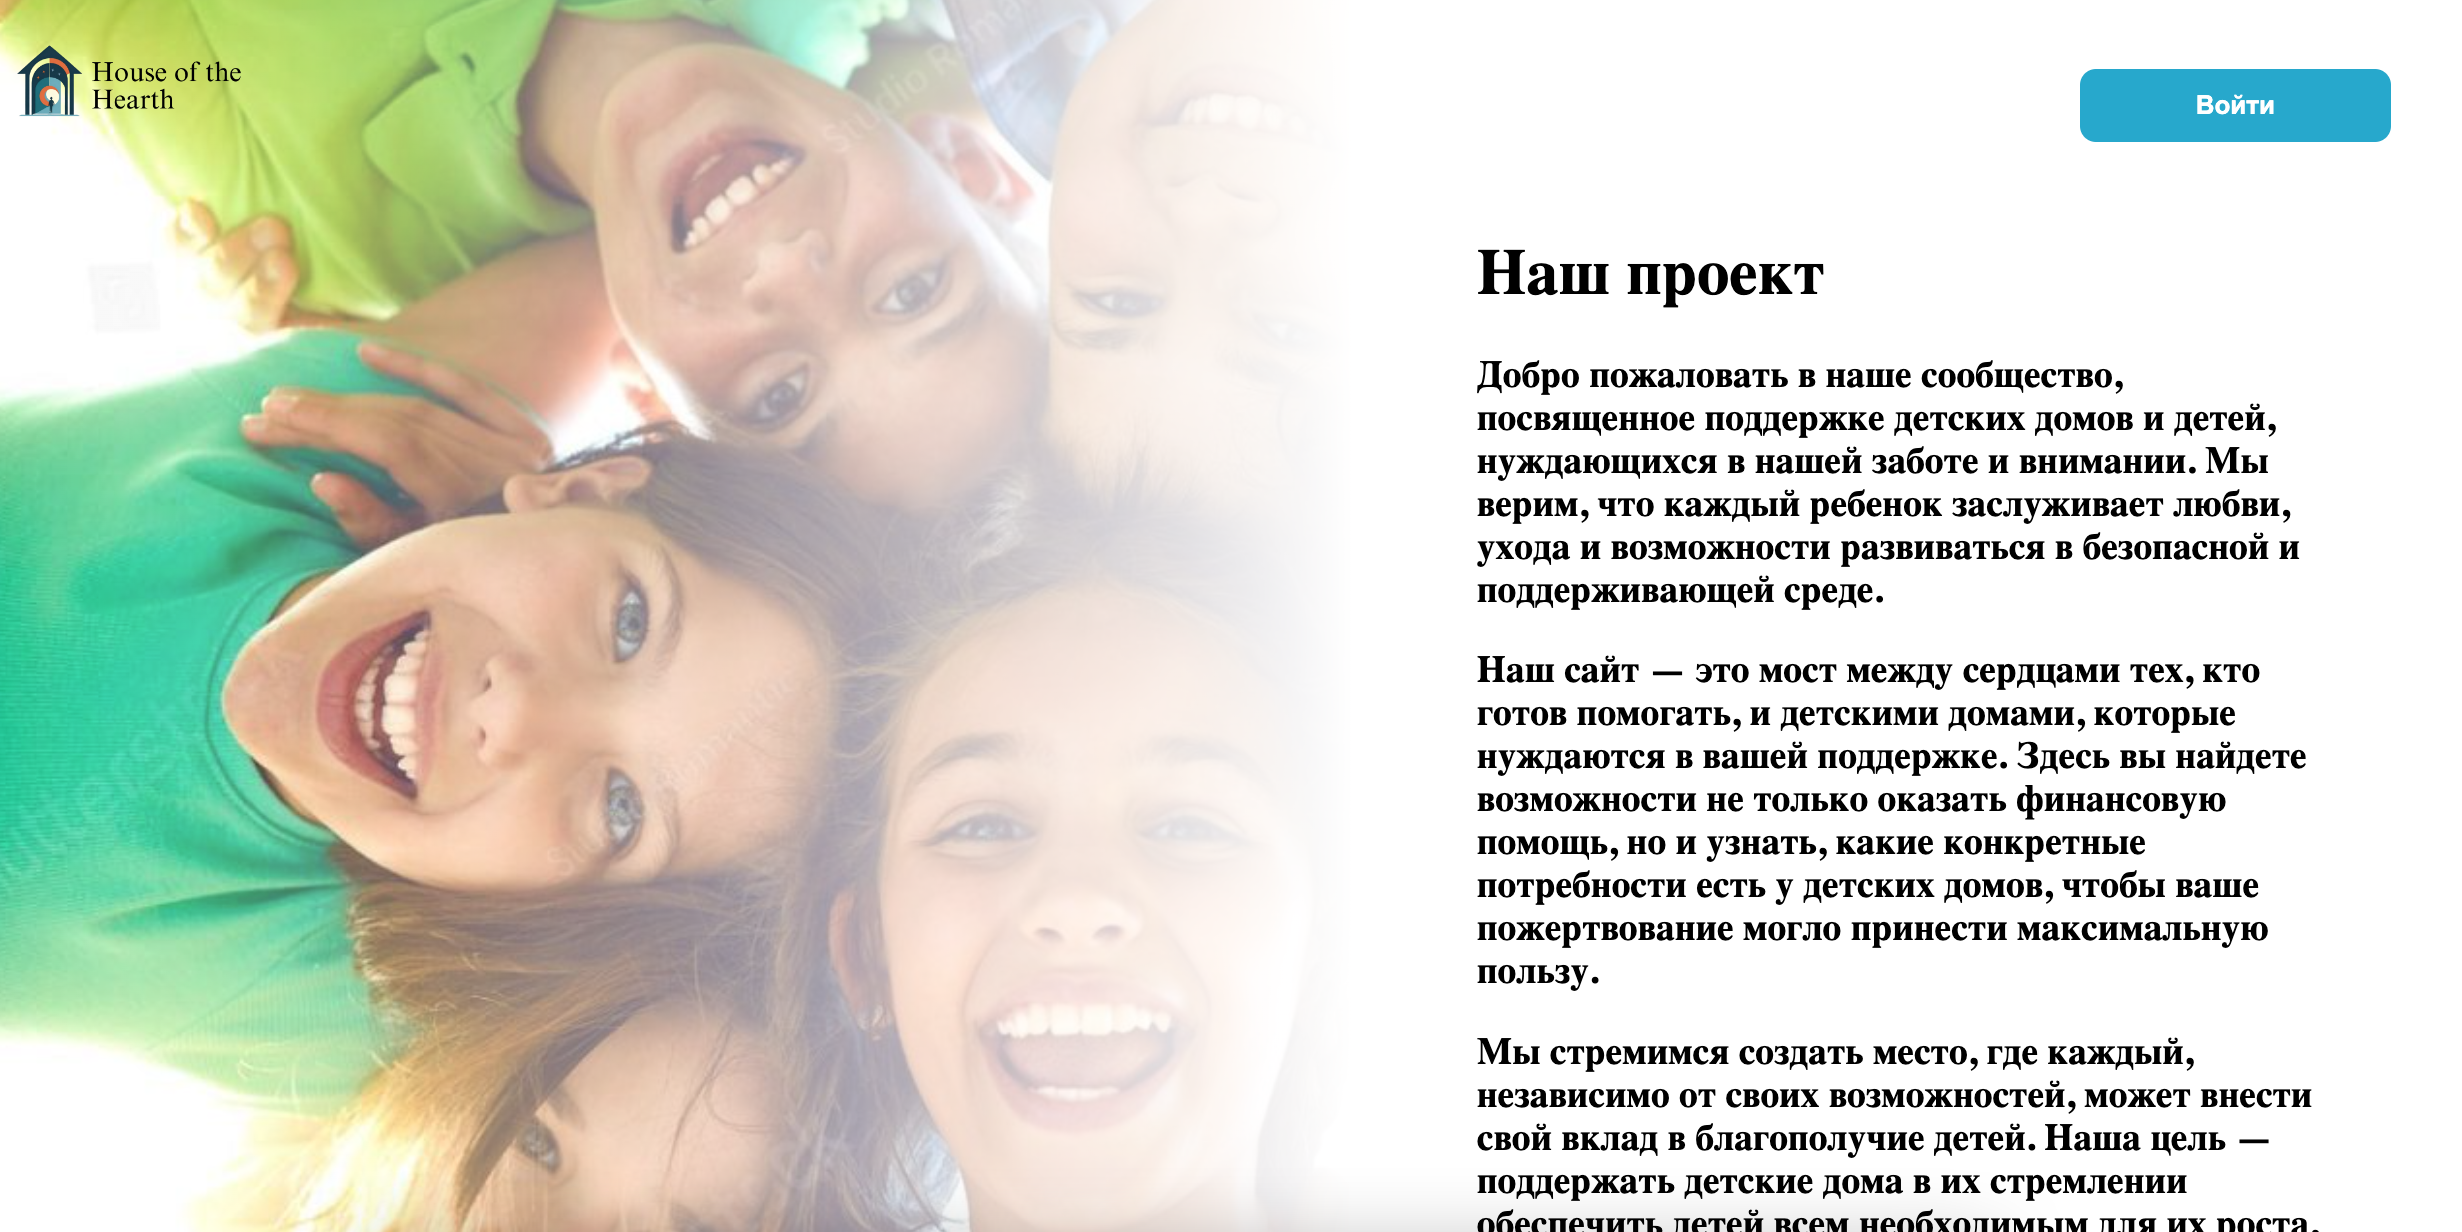 House of the
Hearth
Войти
Наш проект
Добро пожаловать в наше сообщество,
посвященное поддержке детских домов и детей,
нуждающихся в нашей заботе и внимании. Мы
верим, что каждый ребенок заслуживает любви,
ухода и возможности развиваться в безопасной и
поддерживающей среде.
Наш сайт — это мост между сердцами тех, кто
готов помогать, и детскими домами, которые
нуждаются в вашей поддержке. Здесь вы найдете
возможности не только оказать финансовую
помощь, но и узнать, какие конкретные
потребности есть у детских домов, чтобы ваше
пожертвование могло принести максимальную
пользу.
Мы стремимся создать место, где каждый,
независимо от своих возможностей, может внести
свой вклад в благополучие детей. Наша цель —
поддержать детские дома в их стремлении
обеспечить детей всем необходимым для их роста,